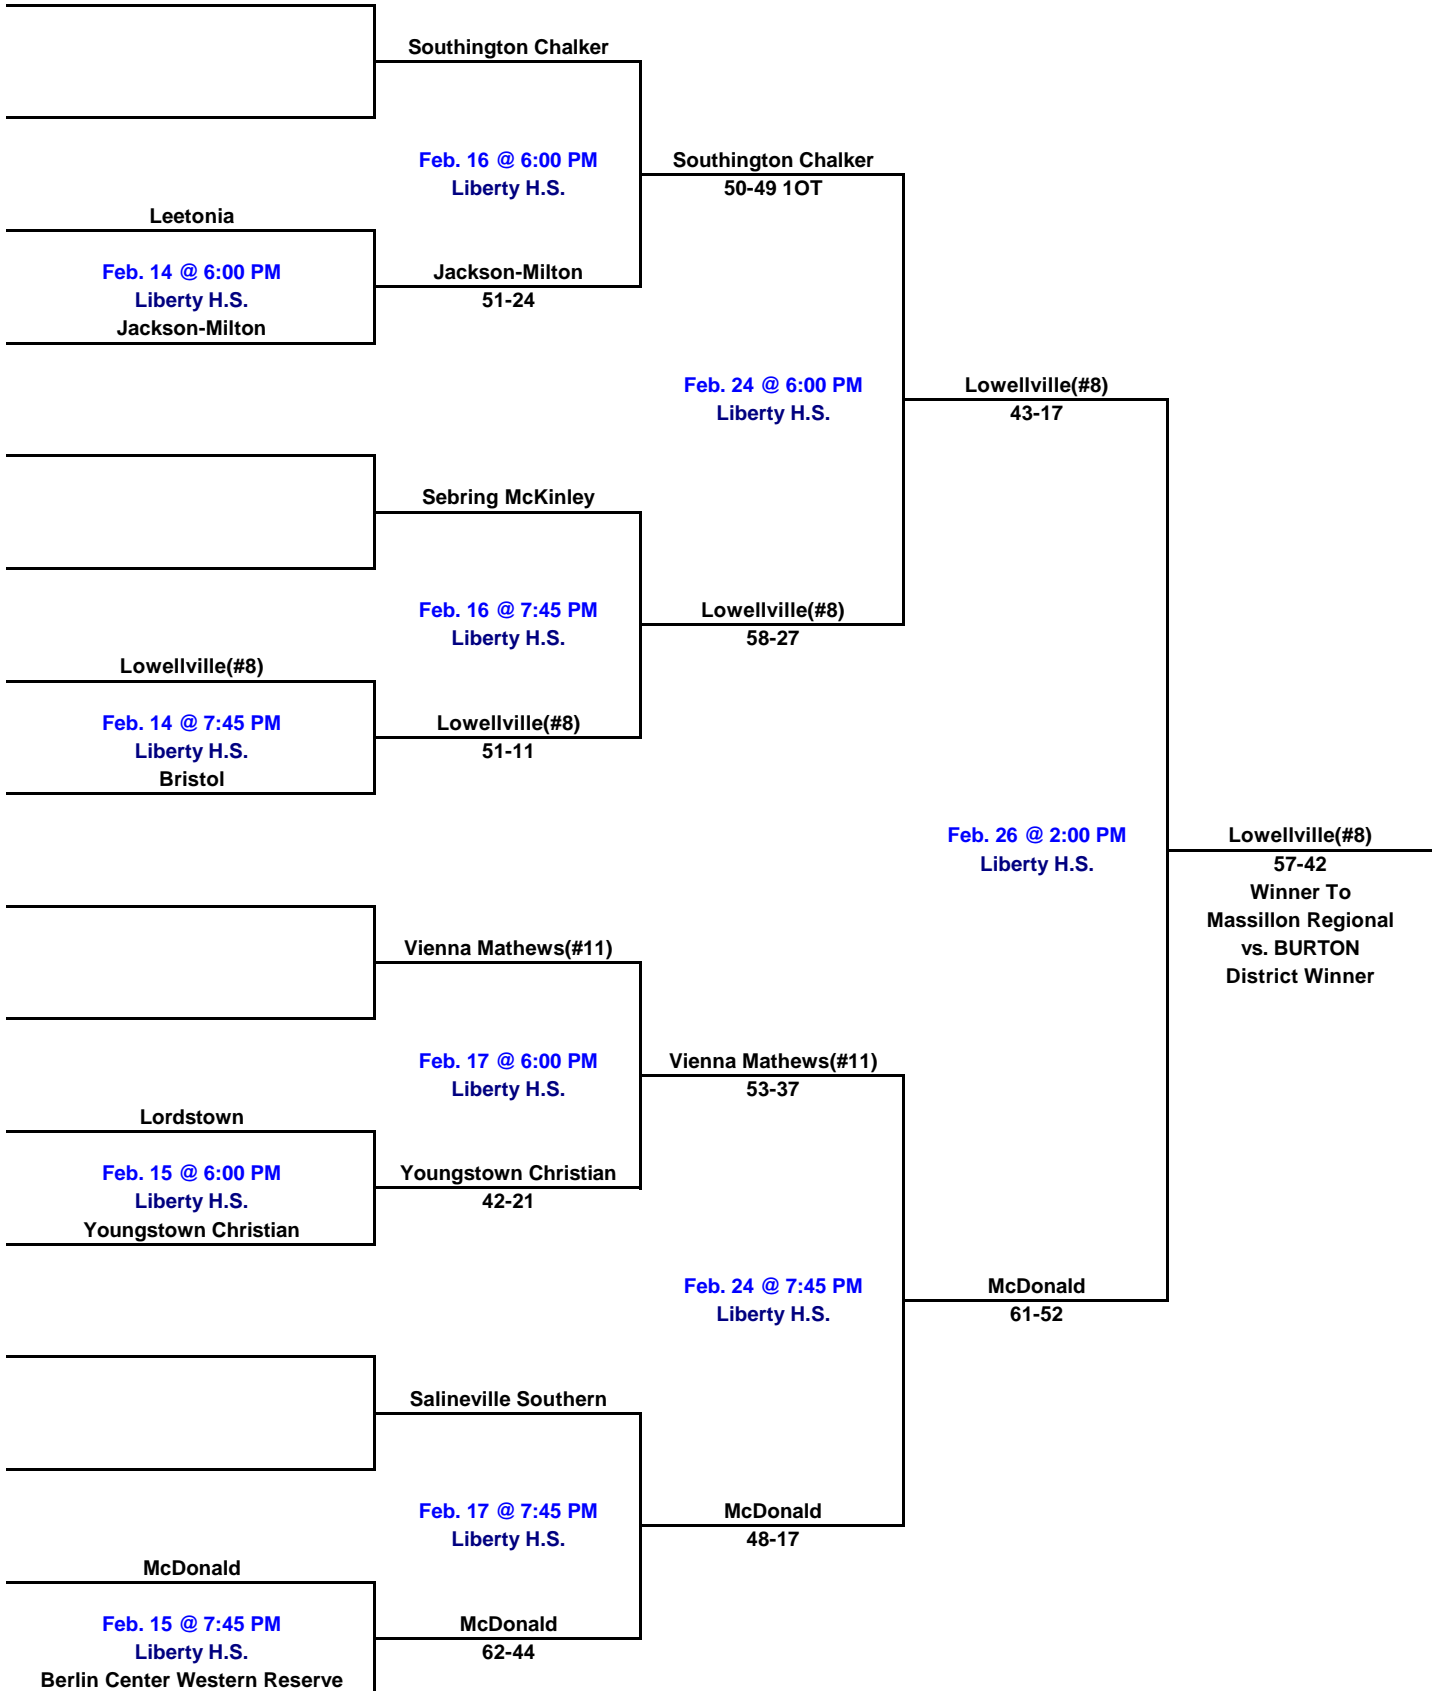 Southington Chalker
Feb. 16 @ 6:00 PM
Liberty H.S.
Southington Chalker
50-49 1OT
Leetonia
Feb. 14 @ 6:00 PM
Liberty H.S.
Jackson-Milton
Jackson-Milton
51-24
Feb. 24 @ 6:00 PM
Liberty H.S.
Lowellville(#8)
43-17
Sebring McKinley
Feb. 16 @ 7:45 PM
Liberty H.S.
Lowellville(#8)
58-27
Lowellville(#8)
Feb. 14 @ 7:45 PM
Liberty H.S.
Bristol
Lowellville(#8)
51-11
Feb. 26 @ 2:00 PM
Liberty H.S.
Lowellville(#8)
57-42
Winner To
Massillon Regional
vs. BURTON
District Winner
Vienna Mathews(#11)
Feb. 17 @ 6:00 PM
Liberty H.S.
Vienna Mathews(#11)
53-37
Lordstown
Feb. 15 @ 6:00 PM
Liberty H.S.
Youngstown Christian
Youngstown Christian
42-21
Feb. 24 @ 7:45 PM
Liberty H.S.
McDonald
61-52
Salineville Southern
Feb. 17 @ 7:45 PM
Liberty H.S.
McDonald
48-17
McDonald
Feb. 15 @ 7:45 PM
Liberty H.S.
Berlin Center Western Reserve
McDonald
62-44